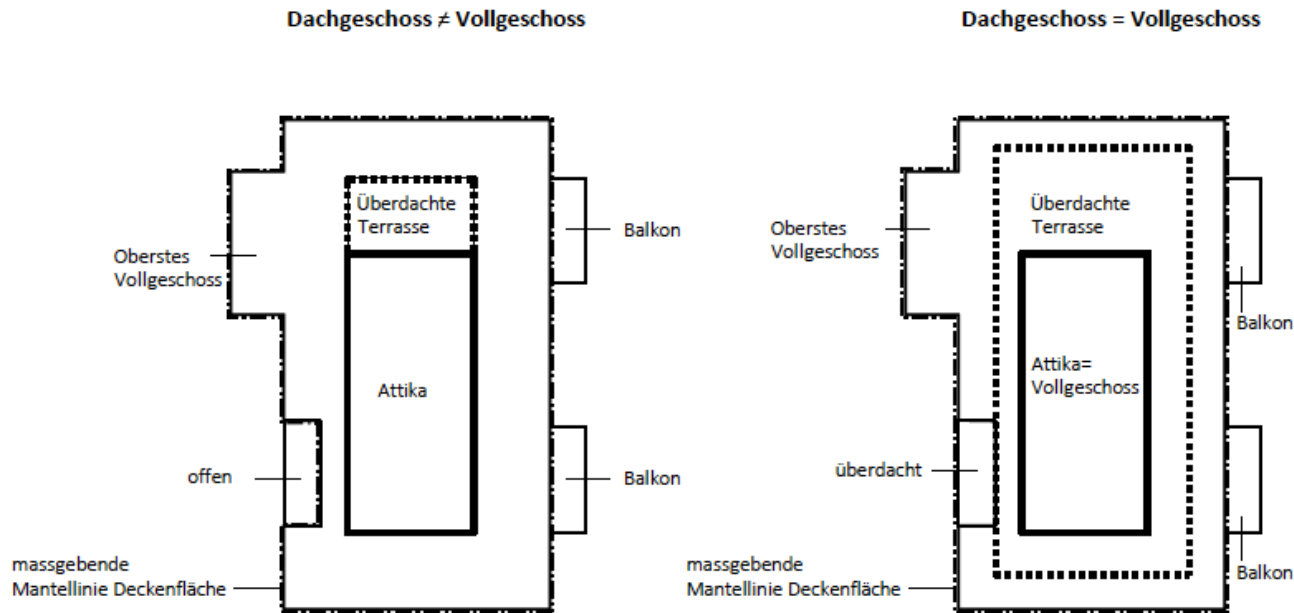 Dachgeschoss ≠ Vollgeschoss
Überdachte
Terrasse
Balkon
Oberstes
Vollgeschoss
Attika
offen
Balkon
massgebende
Mantellinie Deckenfläche
Dachgeschoss = Vollgeschoss
Überdachte
Terrasse
Oberstes
Vollgeschoss
Balkon
Attika=
Vollgeschoss
überdacht
massgebende
Mantellinie Deckenfläche
Balkon